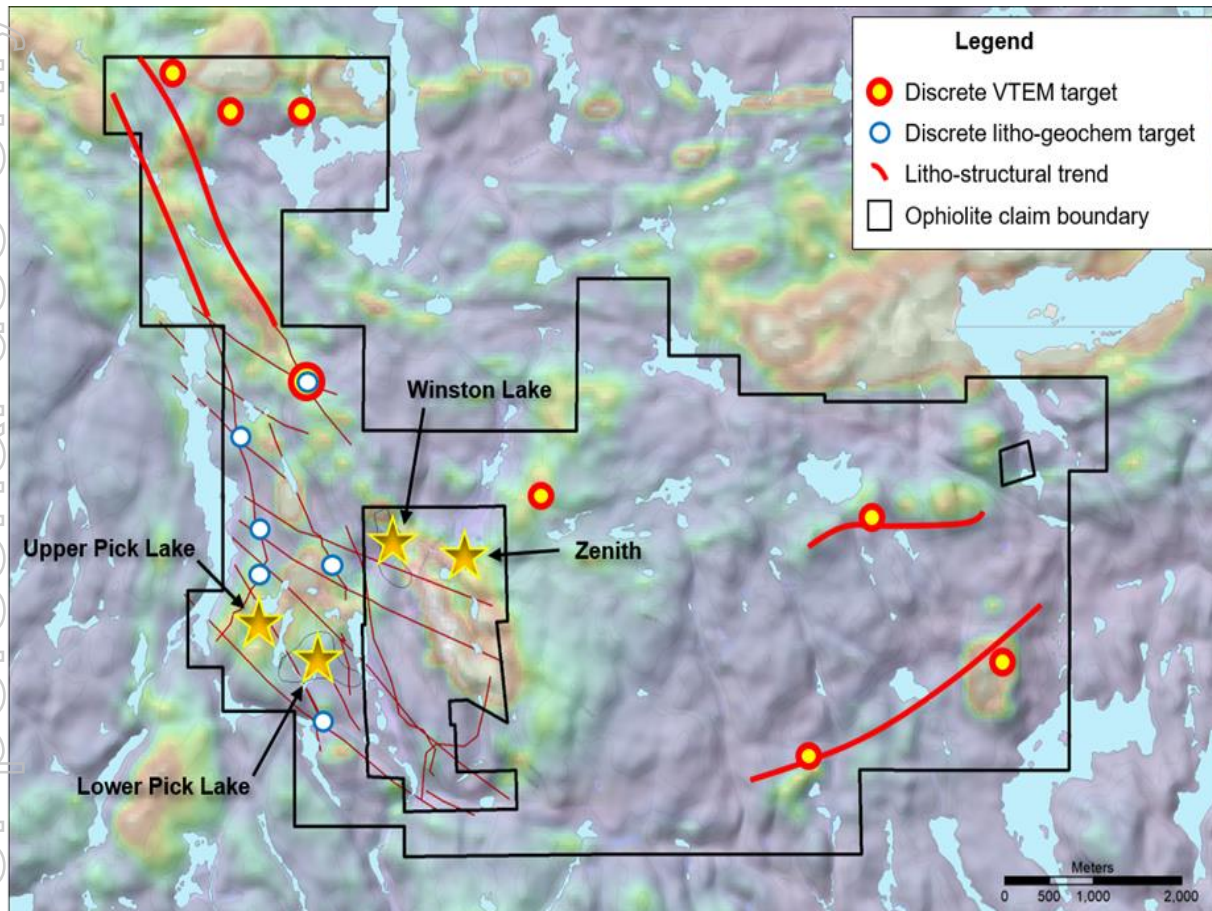 Legend
Discrete VTEM target
Discrete litho-geochem target
Litho-structural trend
Ophiolite claim boundary
Winston Lake
Upper Pick Lake
Zenith
Lower Pick Lake
Meters
0 500 1,000 2,000